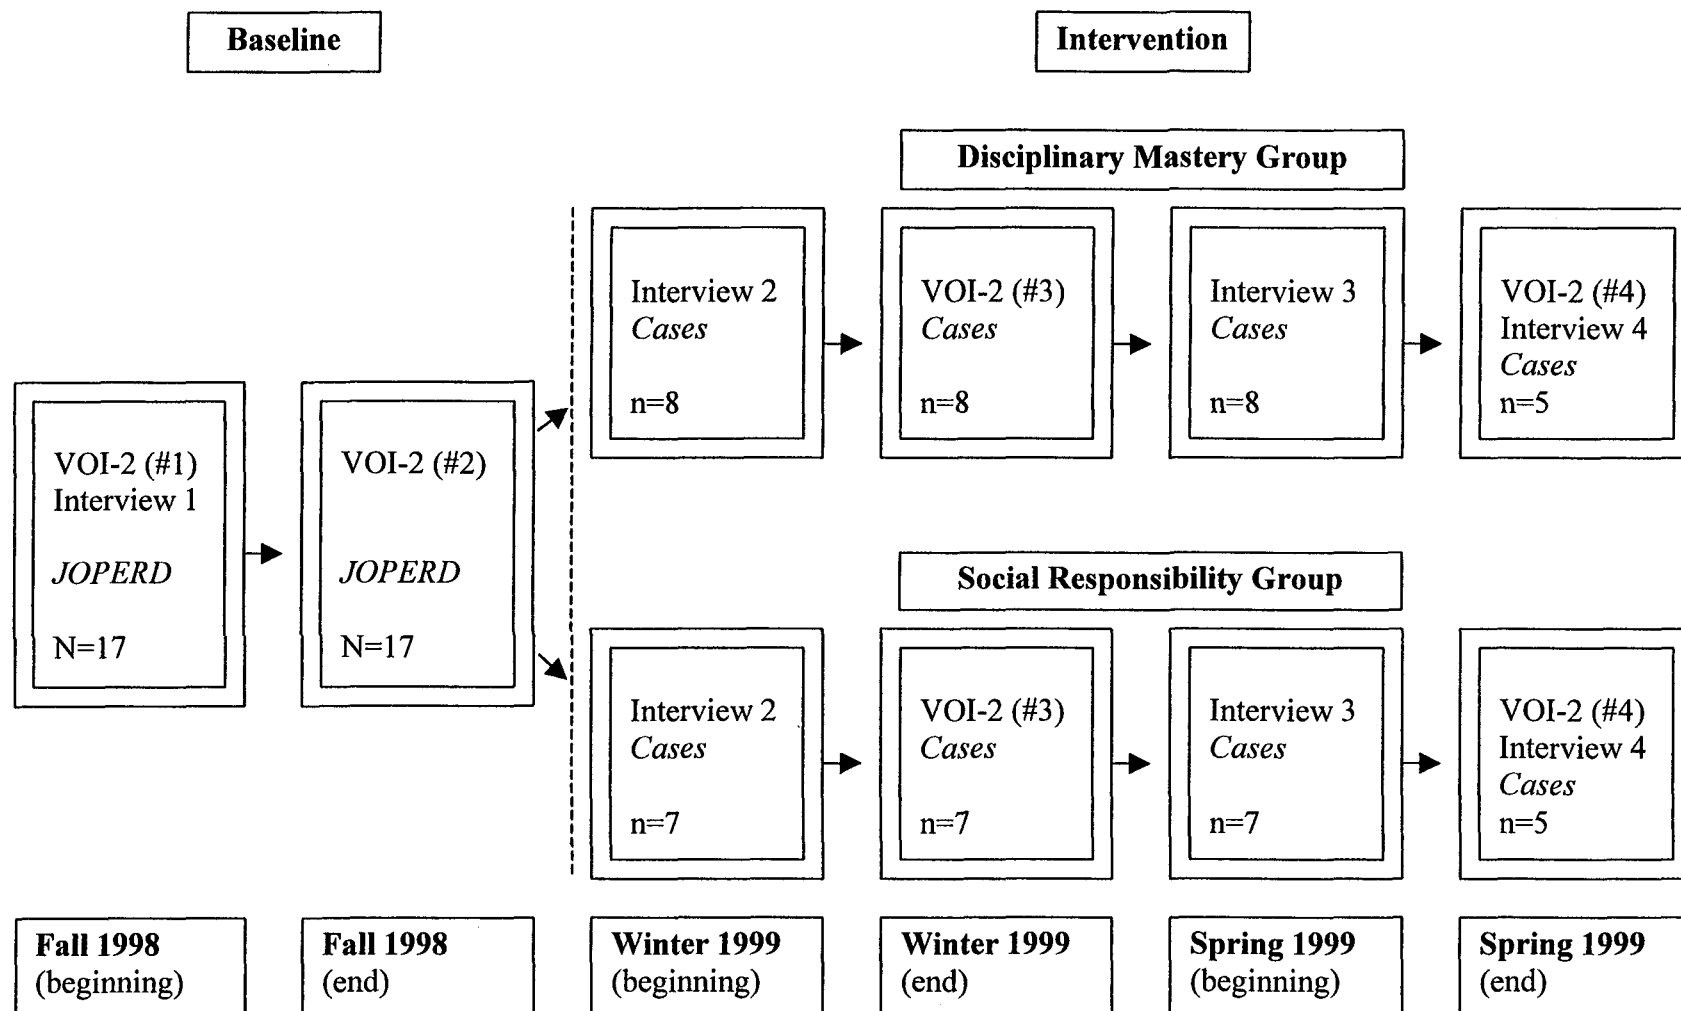 Baseline
Intervention
Disciplinary Mastery Group
VOI-2 (#1)
Interview 1
JOPERD
N=17
VOI-2 (#2)
JOPERD
N=17
Interview 2
Cases
n=8
VOI-2 (#3)
Cases
n=8
Interview 3
Cases
n=8
VOI-2 (#4)
Interview 4
Cases
n=5
Social Responsibility Group
Interview 2
Cases
n=7
VOI-2 (#3)
Cases
n=7
Interview 3
Cases
n=7
VOI-2 (#4)
Interview 4
Cases
n=5
Fall 1998
(beginning)
Fall 1998
(end)
Winter 1999
(beginning)
Winter 1999
(end)
Spring 1999
(beginning)
Spring 1999
(end)